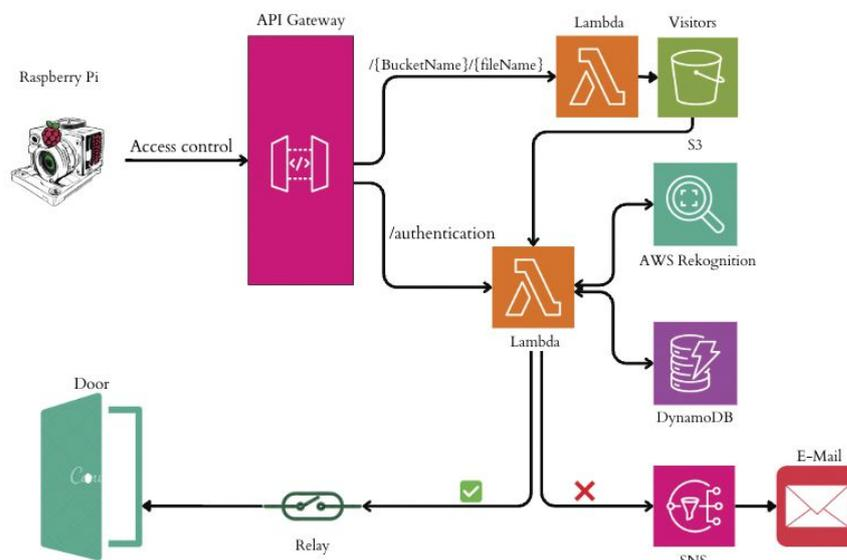 API Gateway
Lambda
Visitors
Raspberry Pi
/{BucketName}/{fileName}
Access control
</>
S3
/authentication
AWS Rekognition
Lambda
DynamoDB
Door
E-Mail
Relay
SNS